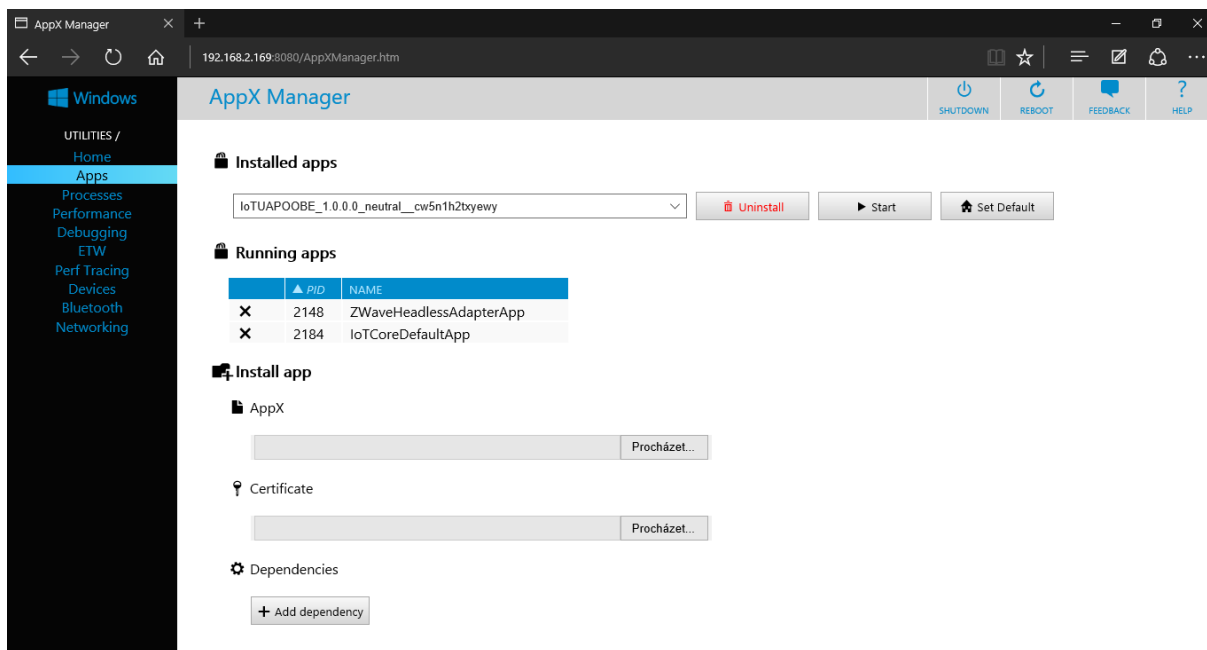 AppX Manager
192.168.2.169:8080/AppXManager.htm
Windows
UTILITIES /
Home
Apps
Processes
Performance
Debugging
ETW
Perf Tracing
Devices
Bluetooth
Networking
AppX Manager
SHUTDOWN
REBOOT
FEEDBACK
?
HELP
Installed apps
IoTUAPOOBE_1.0.0.0_neutral__cw5n1h2txyewy
Uninstall
Start
Set Default
Running apps
PID NAME
2148 ZWaveHeadlessAdapterApp
2184 IoTCoreDefaultApp
Install app
AppX
Procházet...
Certificate
Procházet...
Dependencies
Add dependency